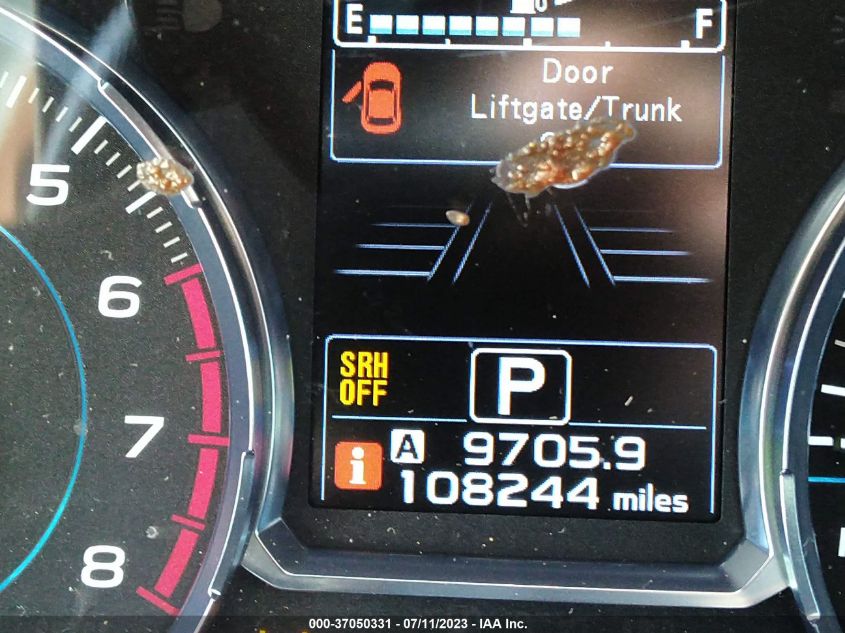 E F
Door
Liftgate/Trunk
5
6
7
8
SRH
OFF
P
i A 9705.9
108244 miles
000-37050331 - 07/11/2023 - IAA Inc.